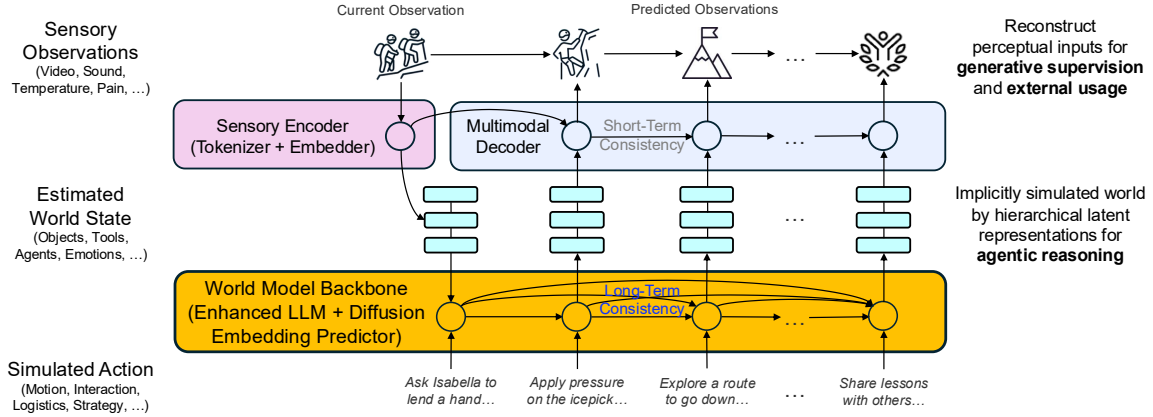 Current Observation
Predicted Observations
Sensory
Observations
(Video, Sound,
Temperature, Pain, …)
...
Reconstruct
perceptual inputs for
generative supervision
and external usage
Sensory Encoder
(Tokenizer + Embedder)
Multimodal
Decoder
Short-Term
Consistency
...
Estimated
World State
(Objects, Tools,
Agents, Emotions, …)
...
Implicitly simulated world
by hierarchical latent
representations for
agentic reasoning
World Model Backbone
(Enhanced LLM + Diffusion
Embedding Predictor)
Long-Term
Consistency
...
Simulated Action
(Motion, Interaction,
Logistics, Strategy, …)
Ask Isabella to
lend a hand…
Apply pressure
on the icepick…
Explore a route
to go down…
...
Share lessons
with others…